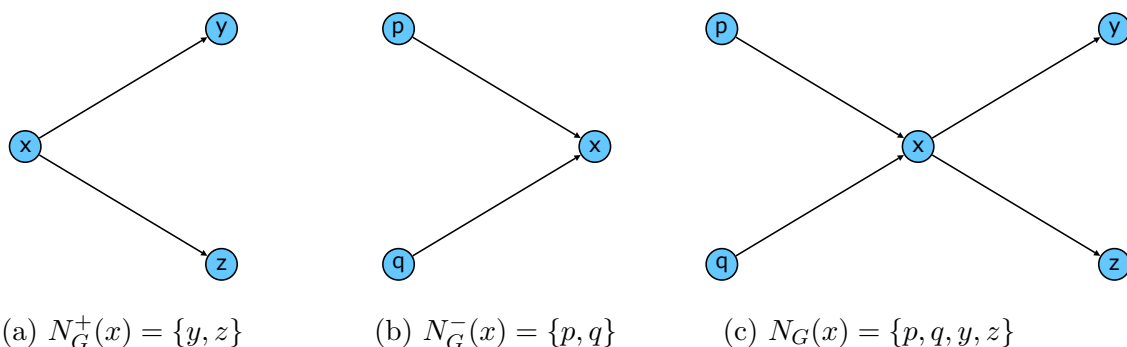 y p p y
x x x
z q q z
(a) $N_G^+(x) = \{y, z\}$ (b) $N_G^-(x) = \{p, q\}$ (c) $N_G(x) = \{p, q, y, z\}$